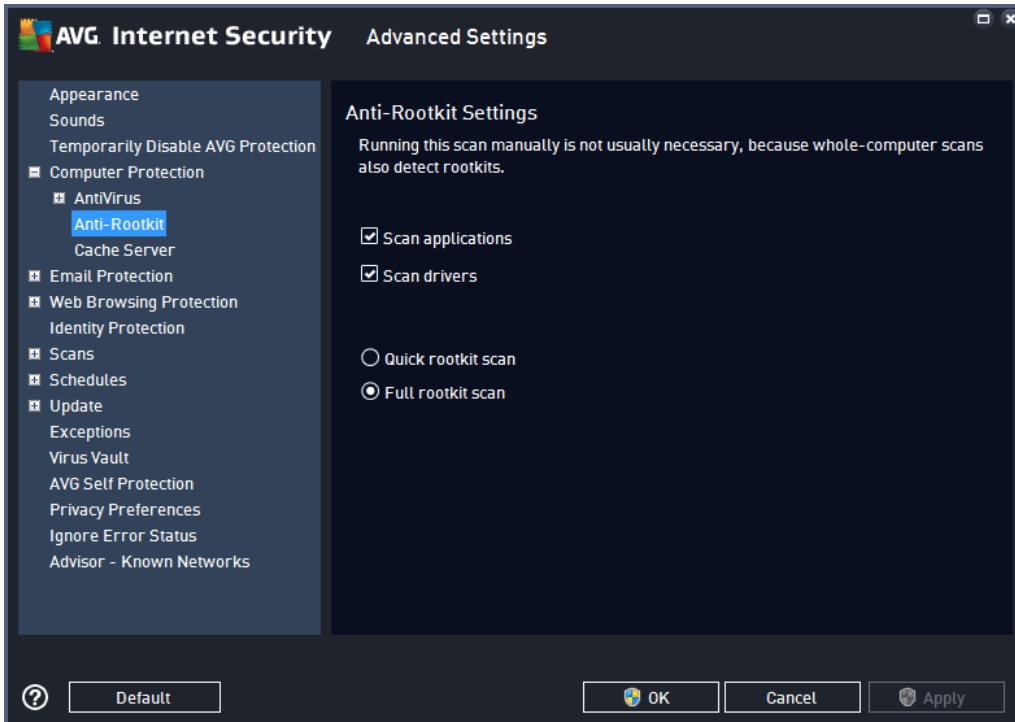 AVG. Internet Security Advanced Settings
Appearance
Sounds
Temporarily Disable AVG Protection
Computer Protection
AntiVirus
Anti-Rootkit
Cache Server
Email Protection
Web Browsing Protection
Identity Protection
Scans
Schedules
Update
Exceptions
Virus Vault
AVG Self Protection
Privacy Preferences
Ignore Error Status
Advisor - Known Networks
Anti-Rootkit Settings
Running this scan manually is not usually necessary, because whole-computer scans
also detect rootkits.
Scan applications
Scan drivers
Quick rootkit scan
Full rootkit scan
? Default OK Cancel Apply